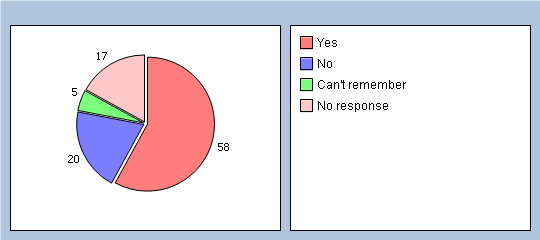 17
5
20
58
Yes
No
Can't remember
No response